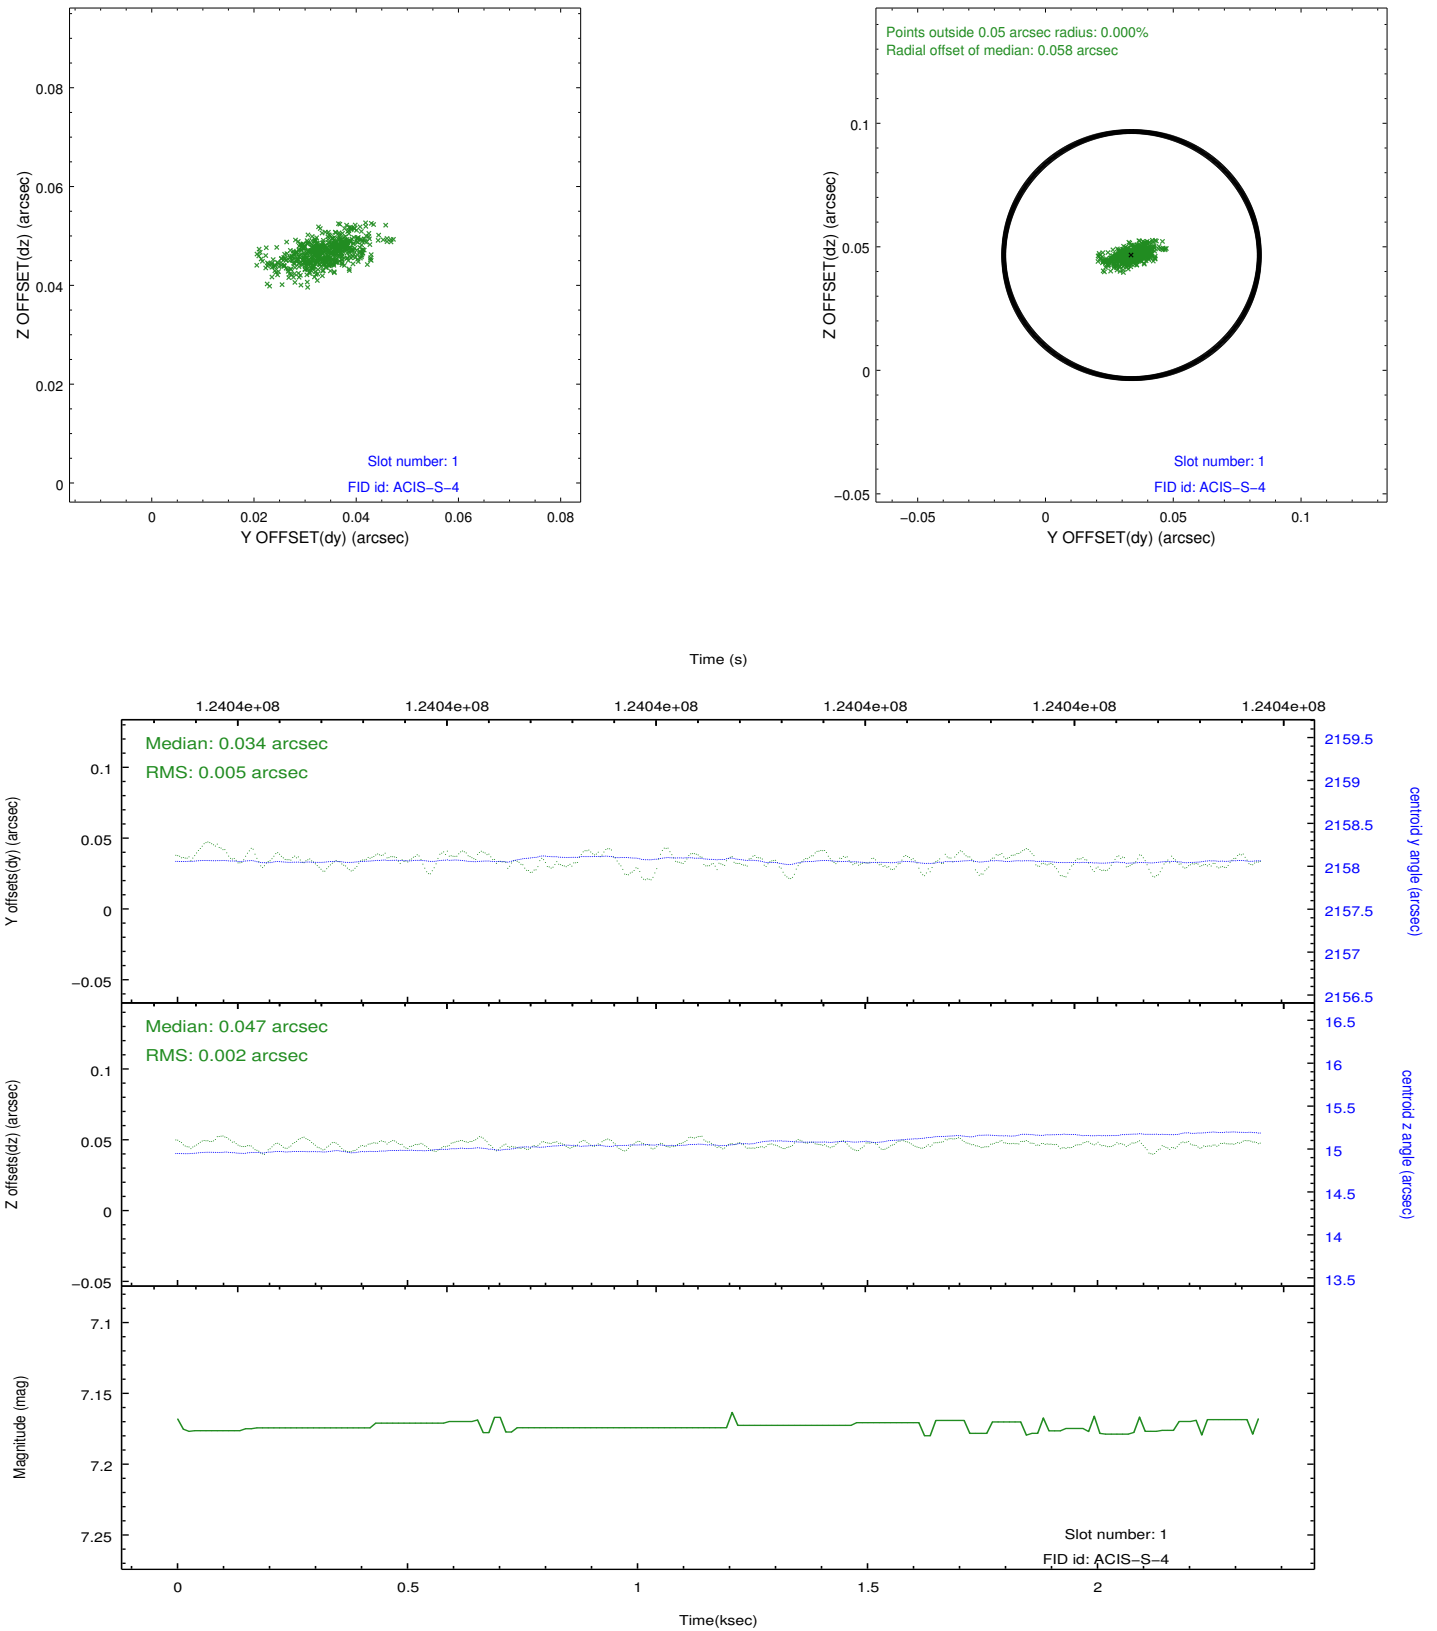 0.08
0.06
0.04
0.02
0
Z OFFSET(dz) (arcsec)
Slot number: 1
FID id: ACIS−S−4
0 0.02 0.04 0.06 0.08
Y OFFSET(dy) (arcsec)
Points outside 0.05 arcsec radius: 0.000%
Radial offset of median: 0.058 arcsec
0.1
0.05
0
−0.05
Z OFFSET(dz) (arcsec)
Slot number: 1
FID id: ACIS−S−4
−0.05 0 0.05 0.1
Y OFFSET(dy) (arcsec)
Time (s)
1.2404e+08 1.2404e+08 1.2404e+08 1.2404e+08 1.2404e+08 1.2404e+08
Median: 0.034 arcsec
RMS: 0.005 arcsec
0.1
0.05
0
−0.05
Y offsets(dy) (arcsec)
2159.5
2159
2158.5
2158
2157.5
2157
2156.5
centroid y angle (arcsec)
Median: 0.047 arcsec
RMS: 0.002 arcsec
0.1
0.05
0
−0.05
Z offsets(dz) (arcsec)
16.5
16
15.5
15
14.5
14
13.5
centroid z angle (arcsec)
7.1
7.15
7.2
7.25
Magnitude (mag)
Slot number: 1
FID id: ACIS−S−4
0 0.5 1 1.5 2
Time(ksec)